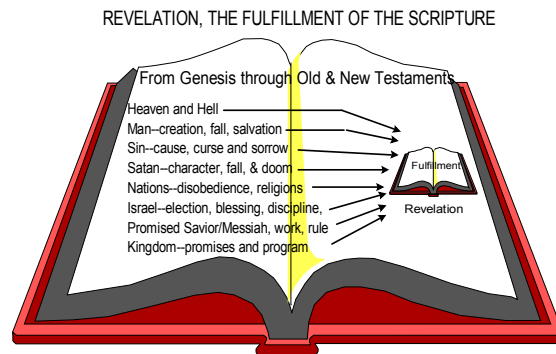 REVELATION, THE FULFILLMENT OF THE SCRIPTURE
From Genesis through Old & New Testaments
Heaven and Hell
Man--creation, fall, salvation
Sin--cause, curse and sorrow
Satan--character, fall, & doom
Nations--disobedience, religions
Israel--election, blessing, discipline,
Promised Savior/Messiah, work, rule
Kingdom--promises and program
Fulfillment
Revelation